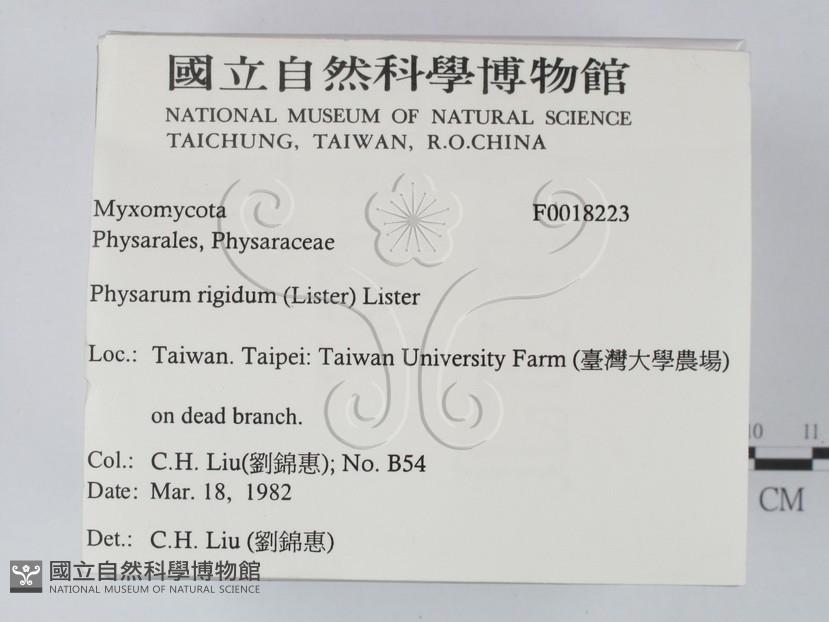 國立自然科學博物館
NATIONAL MUSEUM OF NATURAL SCIENCE
TAICHUNG, TAIWAN, R.O.CHINA
Myxomycota F0018223
Physarales, Physaraceae
Physarum rigidum (Lister) Lister
Loc.: Taiwan. Taipei: Taiwan University Farm (臺灣大學農場)
on dead branch.
Col.: C.H. Liu(劉錦惠); No. B54
Date: Mar. 18, 1982
Det.: C.H. Liu (劉錦惠)
10 11
CM
國立自然科學博物館
NATIONAL MUSEUM OF NATURAL SCIENCE